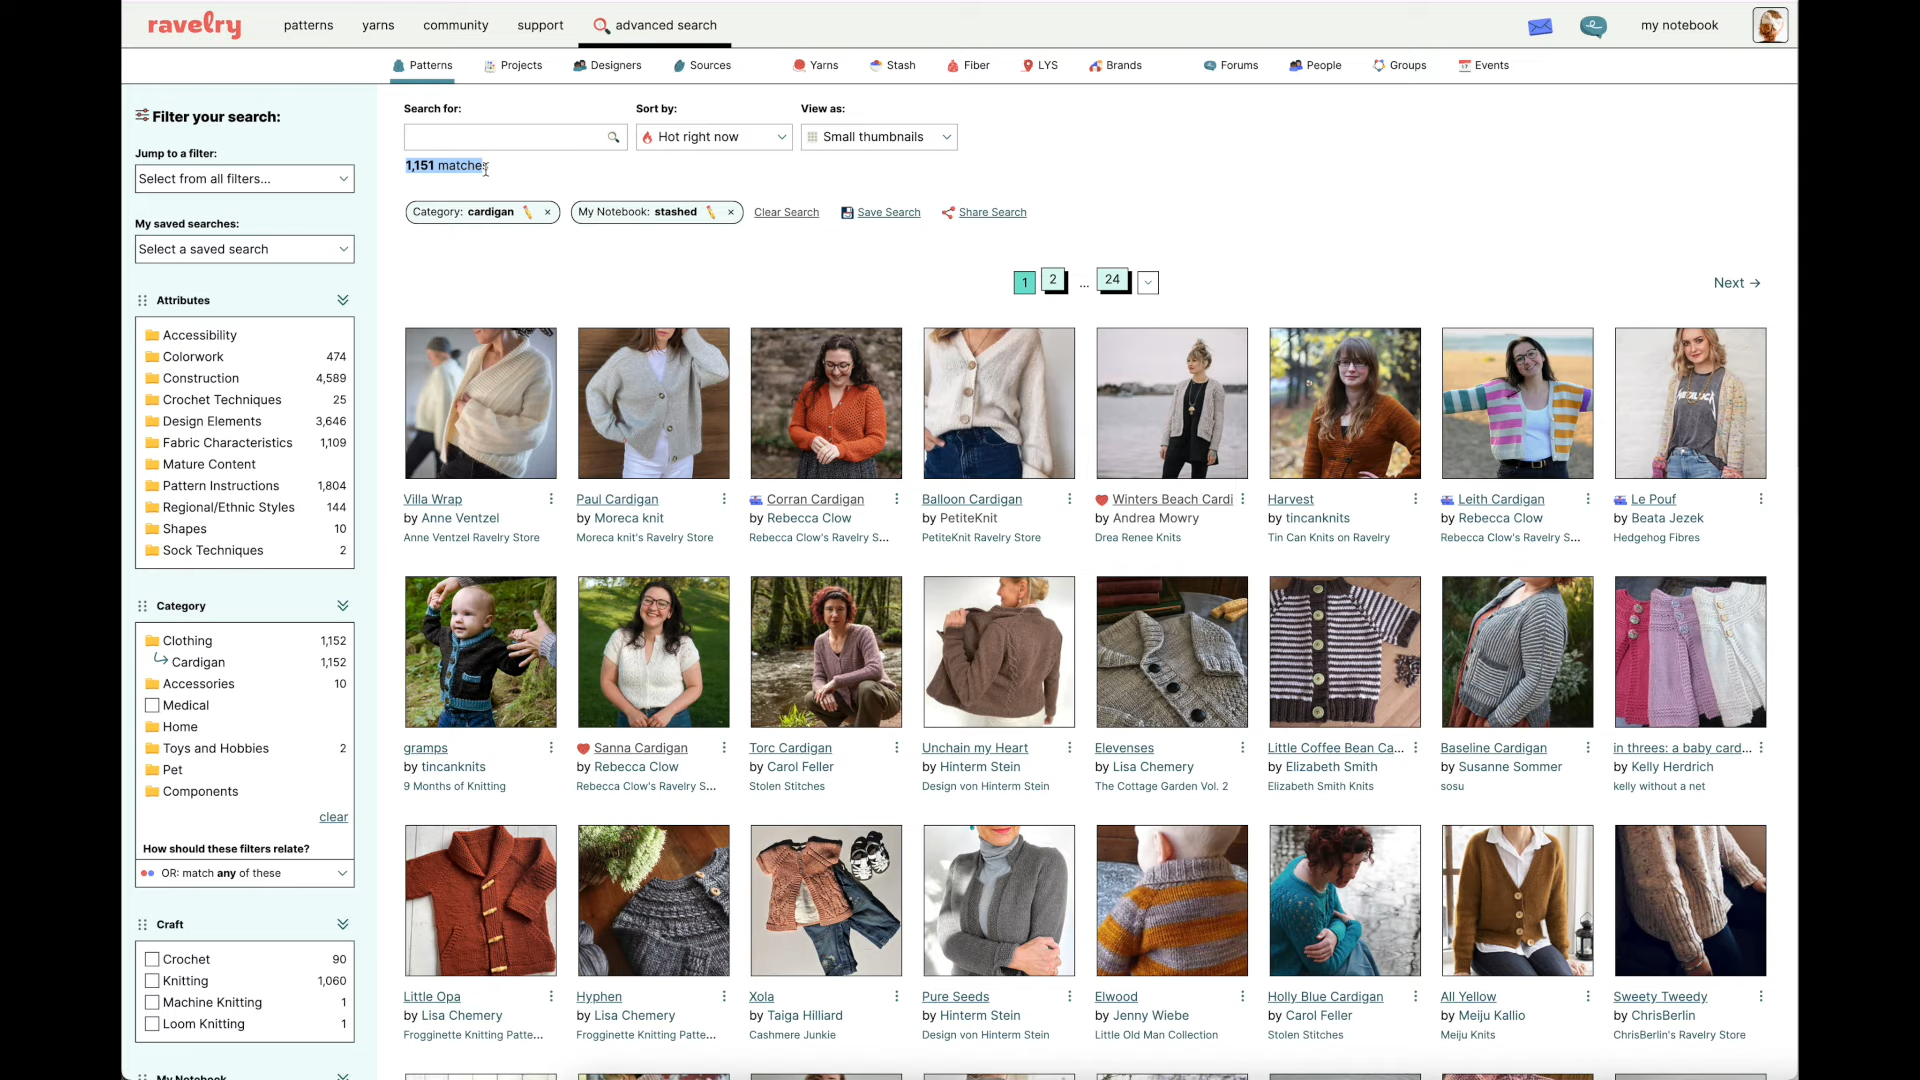 ravelry
patterns
yarns
community
support
advanced search
my notebook
Patterns
Projects
Designers
Sources
Yarns
Stash
Fiber
LYS
Brands
Forums
People
Groups
Events
Filter your search:
Jump to a filter:
Select from all filters...
My saved searches:
Select a saved search
Attributes
Accessibility
Colorwork 474
Construction 4,589
Crochet Techniques 25
Design Elements 3,646
Fabric Characteristics 1,109
Mature Content
Pattern Instructions 1,804
Regional/Ethnic Styles 144
Shapes 10
Sock Techniques 2
Category
Clothing 1,152
Cardigan 1,152
Accessories 10
Medical
Home
Toys and Hobbies 2
Pet
Components
clear
How should these filters relate?
OR: match any of these
Craft
Crochet 90
Knitting 1,060
Machine Knitting 1
Loom Knitting 1
My Notebook
Search for:
Sort by:
View as:
Hot right now
Small thumbnails
1,151 matches
Category: cardigan ×
My Notebook: stashed ×
Clear Search
Save Search
Share Search
1 2 ... 24
Next →
METALLICA
Villa Wrap
by Anne Ventzel
Anne Ventzel Ravelry Store
Paul Cardigan
by Moreca knit
Moreca knit's Ravelry Store
Corran Cardigan
by Rebecca Clow
Rebecca Clow's Ravelry S...
Balloon Cardigan
by PetiteKnit
PetiteKnit Ravelry Store
Winters Beach Cardi
by Andrea Mowry
Drea Renee Knits
Harvest
by tincanknits
Tin Can Knits on Ravelry
Leith Cardigan
by Rebecca Clow
Rebecca Clow's Ravelry S...
Le Pouf
by Beata Jezek
Hedgehog Fibres
gramps
by tincanknits
9 Months of Knitting
Sanna Cardigan
by Rebecca Clow
Rebecca Clow's Ravelry S...
Torc Cardigan
by Carol Feller
Stolen Stitches
Unchain my Heart
by Hinterm Stein
Design von Hinterm Stein
Elevenses
by Lisa Chemery
The Cottage Garden Vol. 2
Little Coffee Bean Ca...
by Elizabeth Smith
Elizabeth Smith Knits
Baseline Cardigan
by Susanne Sommer
sosu
in threes: a baby card...
by Kelly Herdrich
kelly without a net
Little Opa
by Lisa Chemery
Frogginette Knitting Patte...
Hyphen
by Lisa Chemery
Frogginette Knitting Patte...
Xola
by Taiga Hilliard
Cashmere Junkie
Pure Seeds
by Hinterm Stein
Design von Hinterm Stein
Elwood
by Jenny Wiebe
Little Old Man Collection
Holly Blue Cardigan
by Carol Feller
Stolen Stitches
All Yellow
by Meiju Kallio
Meiju Knits
Sweety Tweedy
by ChrisBerlin
ChrisBerlin's Ravelry Store